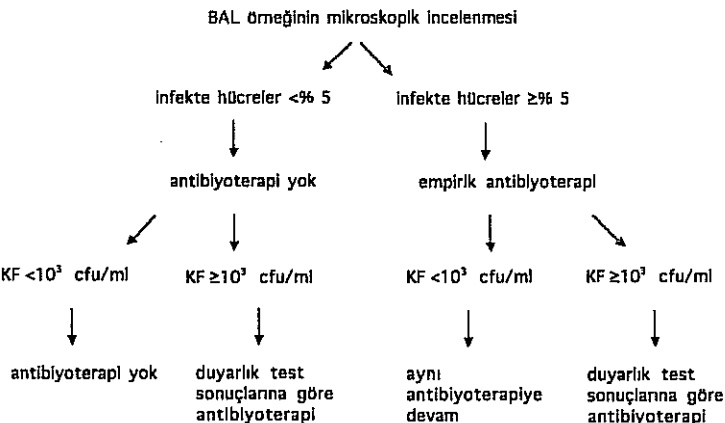 BAL örneğinin mikroskopik incelenmesi
infekte hücreler <% 5
infekte hücreler ≥% 5
antibiyoterapi yok
empirik antibiyoterapi
KF <10³ cfu/ml
KF ≥10³ cfu/ml
KF <10³ cfu/ml
KF ≥10³ cfu/ml
antibiyoterapi yok
duyarlık test
sonuçlarına göre
antibiyoterapi
aynı
antibiyoterapiye
devam
duyarlık test
sonuçlarına göre
antibiyoterapi